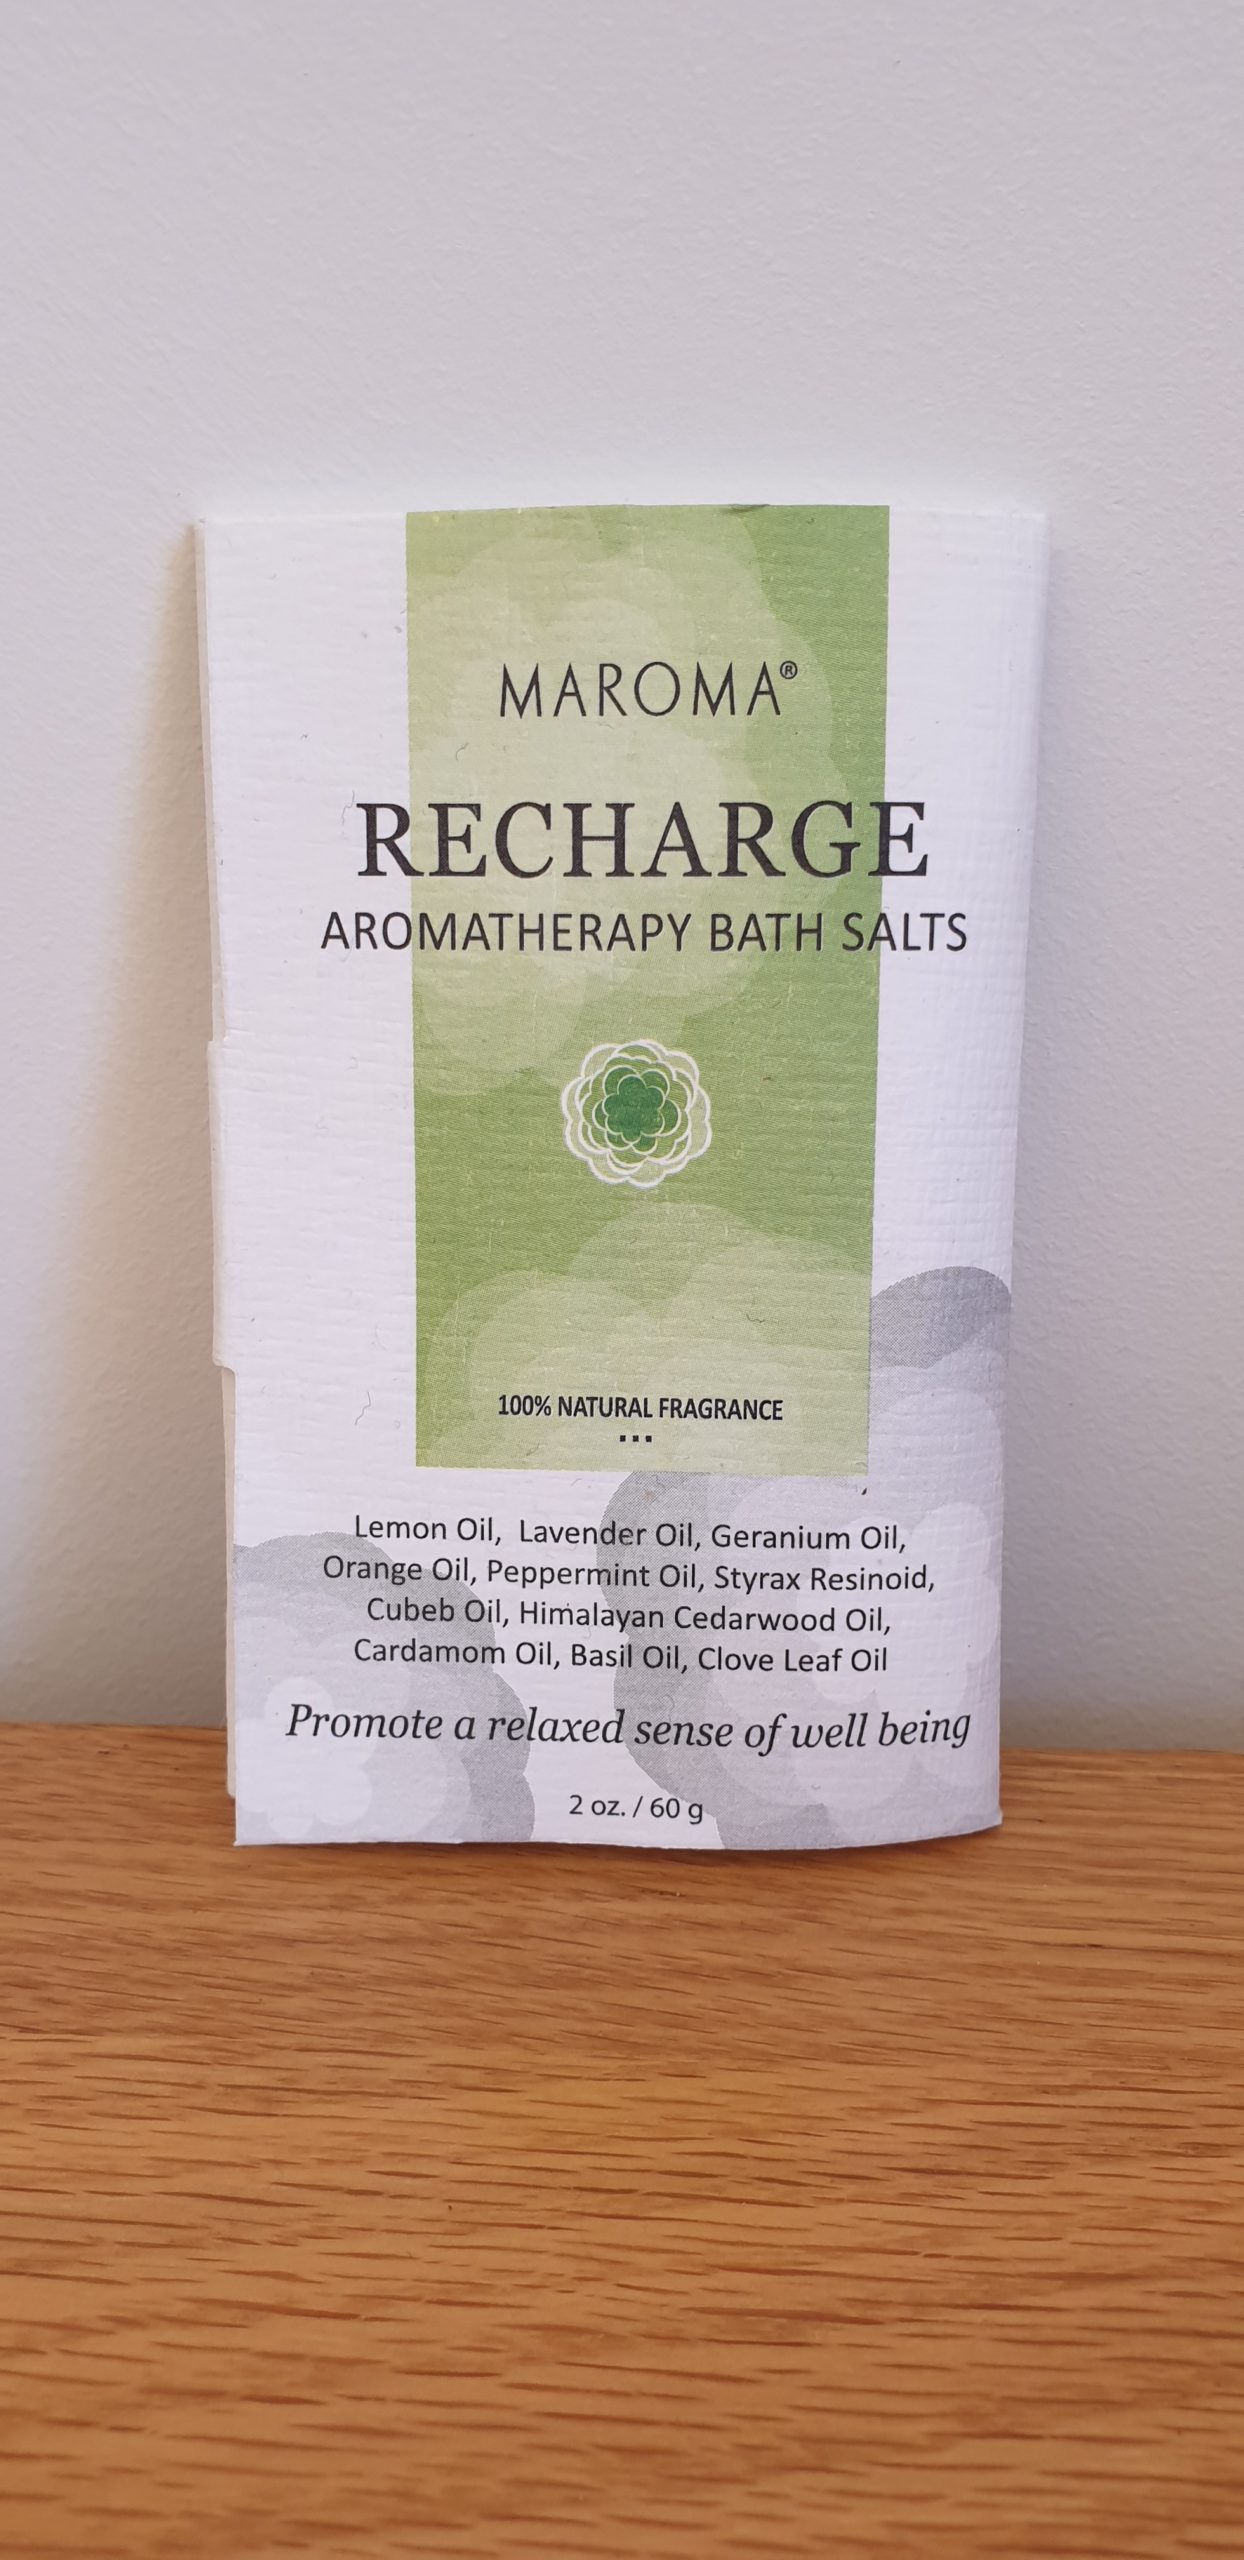 MAROMA®
RECHARGE
AROMATHERAPY BATH SALTS
100% NATURAL FRAGRANCE
...
Lemon Oil, Lavender Oil, Geranium Oil,
Orange Oil, Peppermint Oil, Styrax Resinoid,
Cubeb Oil, Himalayan Cedarwood Oil,
Cardamom Oil, Basil Oil, Clove Leaf Oil
Promote a relaxed sense of well being
2 oz. / 60 g